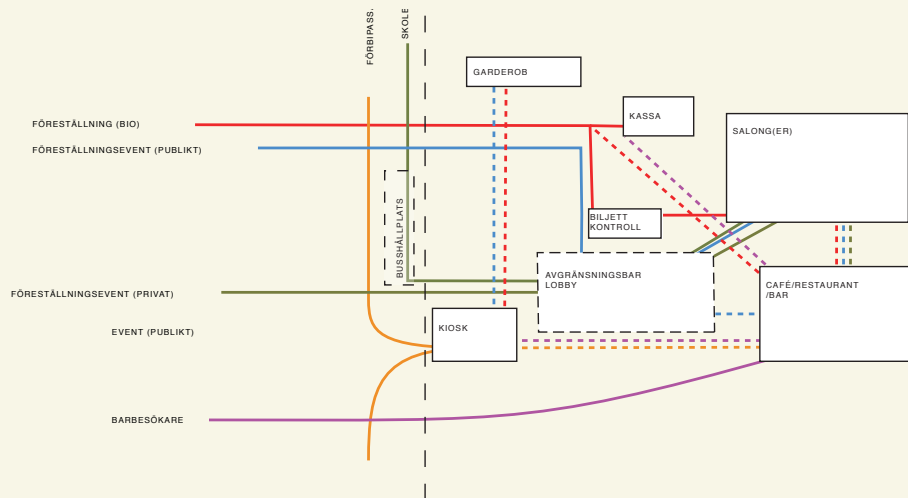 FÖRBIPASS.
SKOLE
GARDEROB
KASSA
FÖRESTÄLLNING (BIO)
SALONG(ER)
FÖRESTÄLLNINGSEVENT (PUBLIKT)
BUSSHÅLLPLATS
BILJETT
KONTROLL
AVGRÄNSNINGSBAR
LOBBY
CAFÉ/RESTAURANT
/BAR
FÖRESTÄLLNINGSEVENT (PRIVAT)
KIOSK
EVENT (PUBLIKT)
BARBESÖKARE